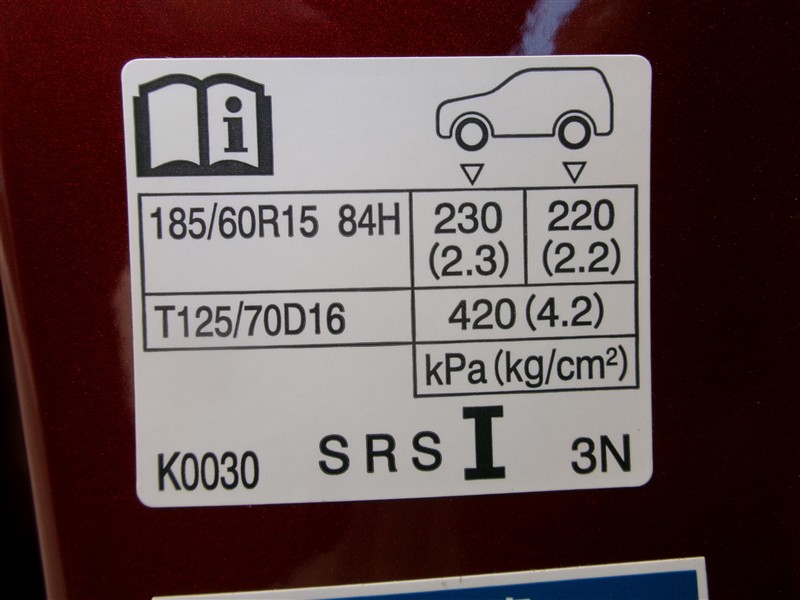 185/60R15 84H 230 (2.3) 220 (2.2)
T125/70D16 420 (4.2)
kPa (kg/cm²)
K0030 SRS I 3N